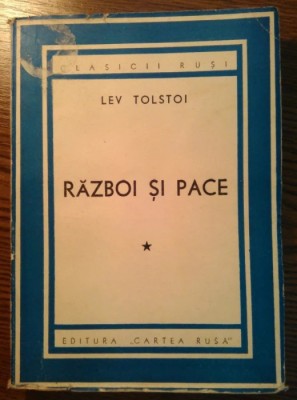 CLASICII RUȘI
LEV TOLSTOI
RĂZBOI ȘI PACE
EDITURA „CARTEA RUSĂ"